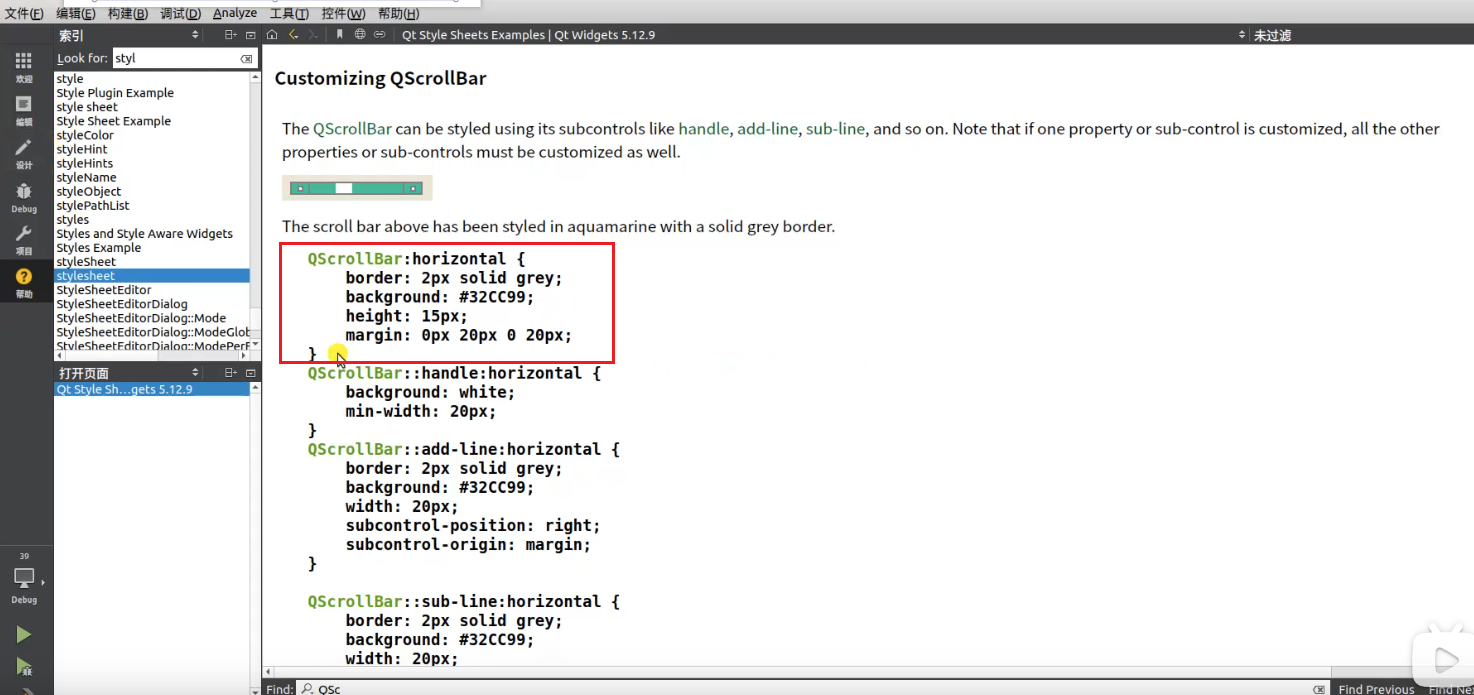 文件(F) 编辑(E) 构建(B) 调试(D) Analyze 工具(T) 控件(W) 帮助(H)
索引
Qt Style Sheets Examples | Qt Widgets 5.12.9
未过滤
Look for: styl
欢迎
编辑
设计
Debug
项目
帮助
39
Debug
style
Style Plugin Example
style sheet
Style Sheet Example
styleColor
styleHint
styleHints
styleName
styleObject
stylePathList
styles
Styles and Style Aware Widgets
Styles Example
styleSheet
stylesheet
StyleSheetEditor
StyleSheetEditorDialog
StyleSheetEditorDialog::Mode
StyleSheetEditorDialog::ModeGlob
StyleSheetEditorDialog::ModePerF
打开页面
Qt Style Sh...gets 5.12.9
Customizing QScrollBar
The QScrollBar can be styled using its subcontrols like handle, add-line, sub-line, and so on. Note that if one property or sub-control is customized, all the other
properties or sub-controls must be customized as well.
The scroll bar above has been styled in aquamarine with a solid grey border.
QScrollBar:horizontal {
border: 2px solid grey;
background: #32CC99;
height: 15px;
margin: 0px 20px 0 20px;
}
QScrollBar::handle:horizontal {
background: white;
min-width: 20px;
}
QScrollBar::add-line:horizontal {
border: 2px solid grey;
background: #32CC99;
width: 20px;
subcontrol-position: right;
subcontrol-origin: margin;
}
QScrollBar::sub-line:horizontal {
border: 2px solid grey;
background: #32CC99;
width: 20px;
Find: QSc
Find Previous Find Ne